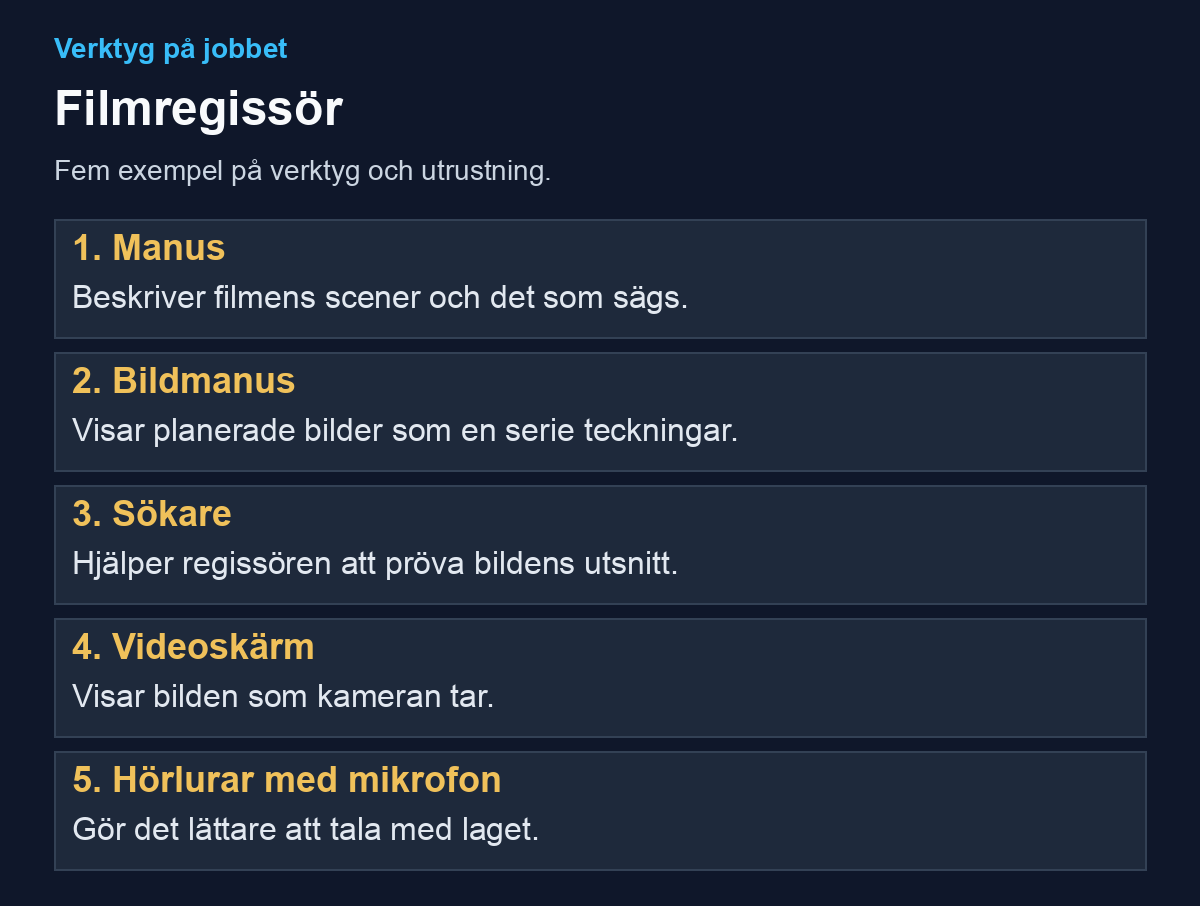 Verktyg på jobbet
Filmregissör
Fem exempel på verktyg och utrustning.
1. Manus
Beskriver filmens scener och det som sägs.
2. Bildmanus
Visar planerade bilder som en serie teckningar.
3. Sökare
Hjälper regissören att pröva bildens utsnitt.
4. Videoskärm
Visar bilden som kameran tar.
5. Hörlurar med mikrofon
Gör det lättare att tala med laget.